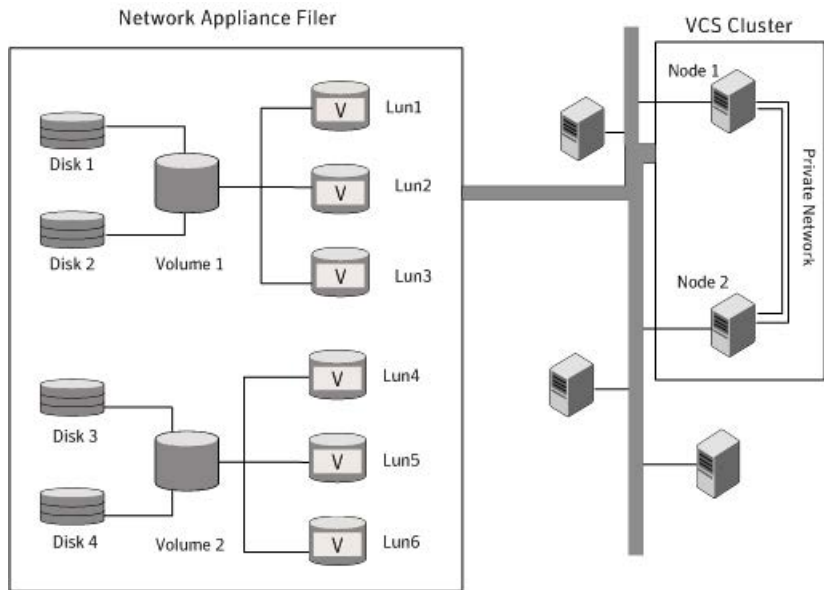 Network Appliance Filer
VCS Cluster
Node 1
Disk 1
Disk 2
Volume 1
V
Lun1
V
Lun2
V
Lun3
Private Network
Node 2
Disk 3
Disk 4
Volume 2
V
Lun4
V
Lun5
V
Lun6